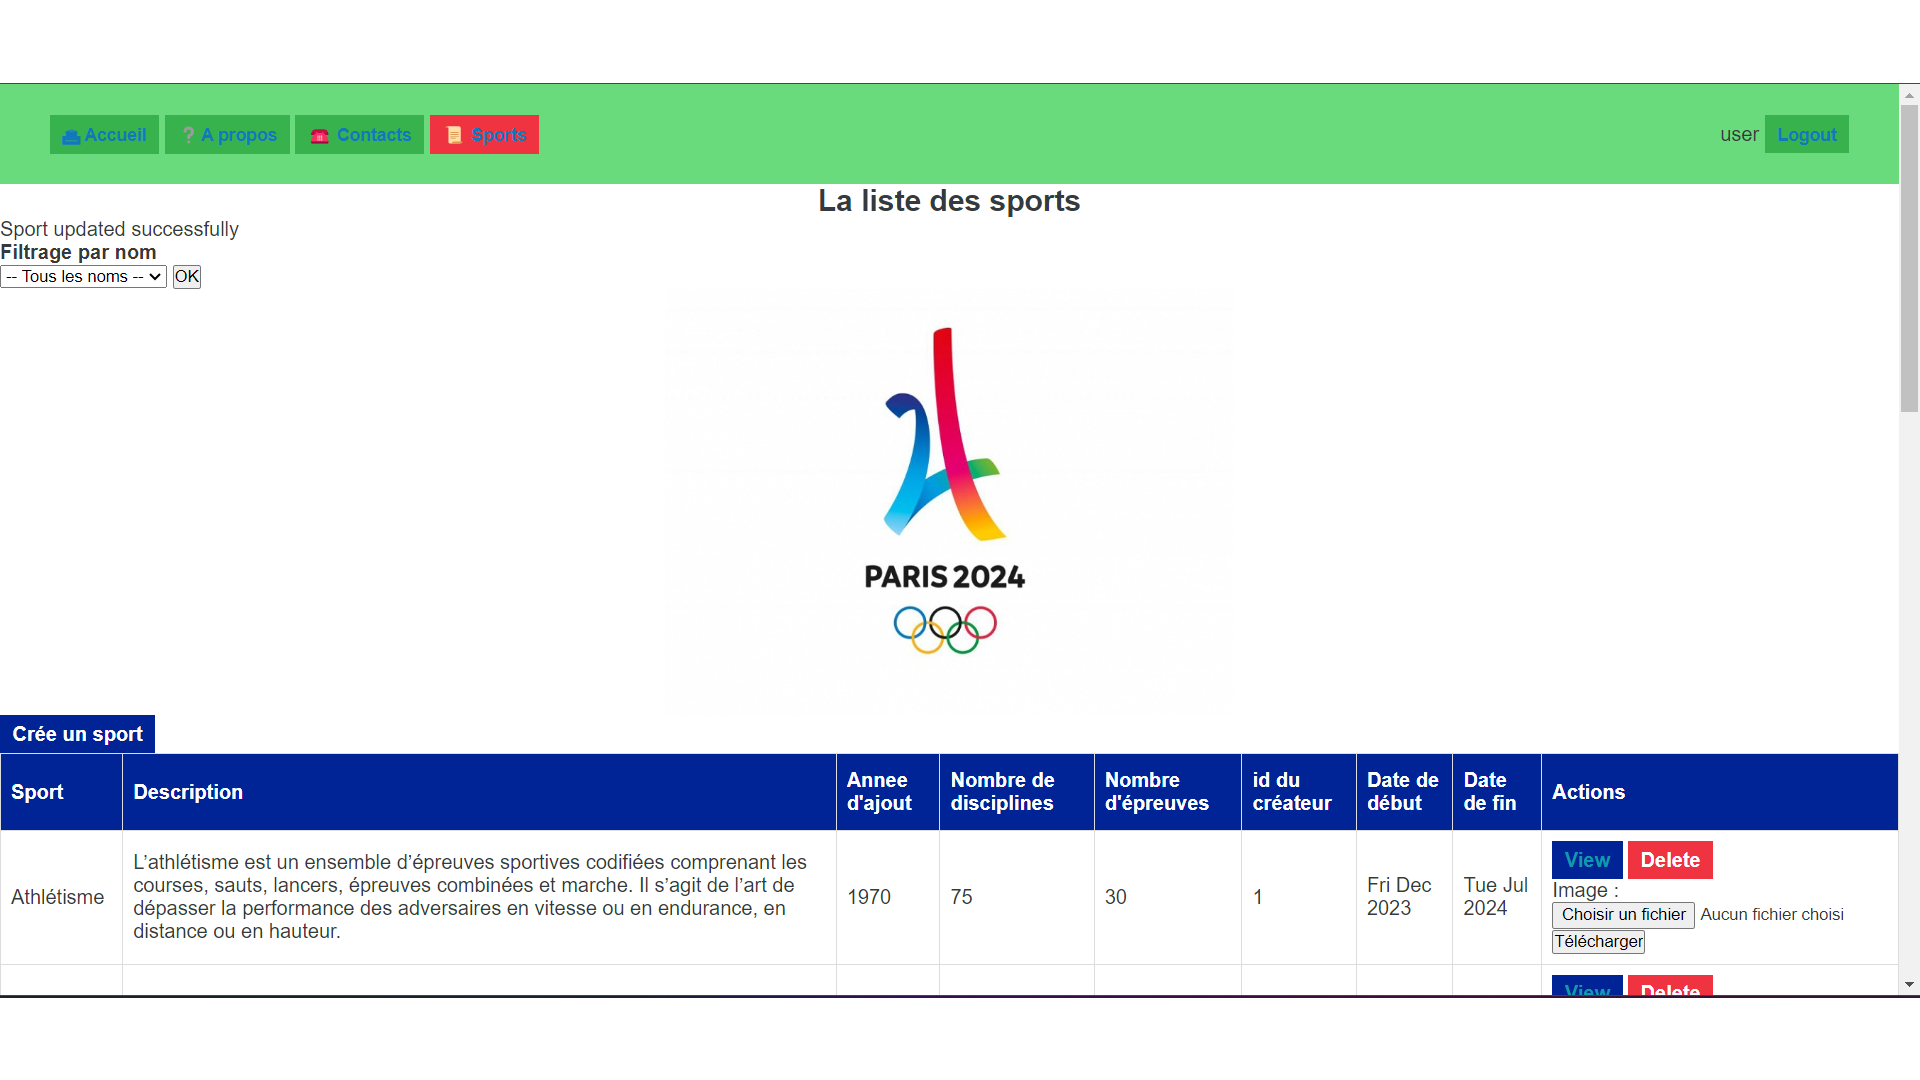 Accueil
❔ A propos
☎️ Contacts
📜 Sports
user
Logout
La liste des sports
Sport updated successfully
Filtrage par nom
-- Tous les noms --
OK
PARIS 2024
Crée un sport
Sport
Description
Annee
d'ajout
Nombre de
disciplines
Nombre
d'épreuves
id du
créateur
Date de
début
Date
de fin
Actions
Athlétisme
L’athlétisme est un ensemble d’épreuves sportives codifiées comprenant les
courses, sauts, lancers, épreuves combinées et marche. Il s’agit de l’art de
dépasser la performance des adversaires en vitesse ou en endurance, en
distance ou en hauteur.
1970
75
30
1
Fri Dec
2023
Tue Jul
2024
View
Delete
Image :
Choisir un fichier
Aucun fichier choisi
Télécharger
View
Delete